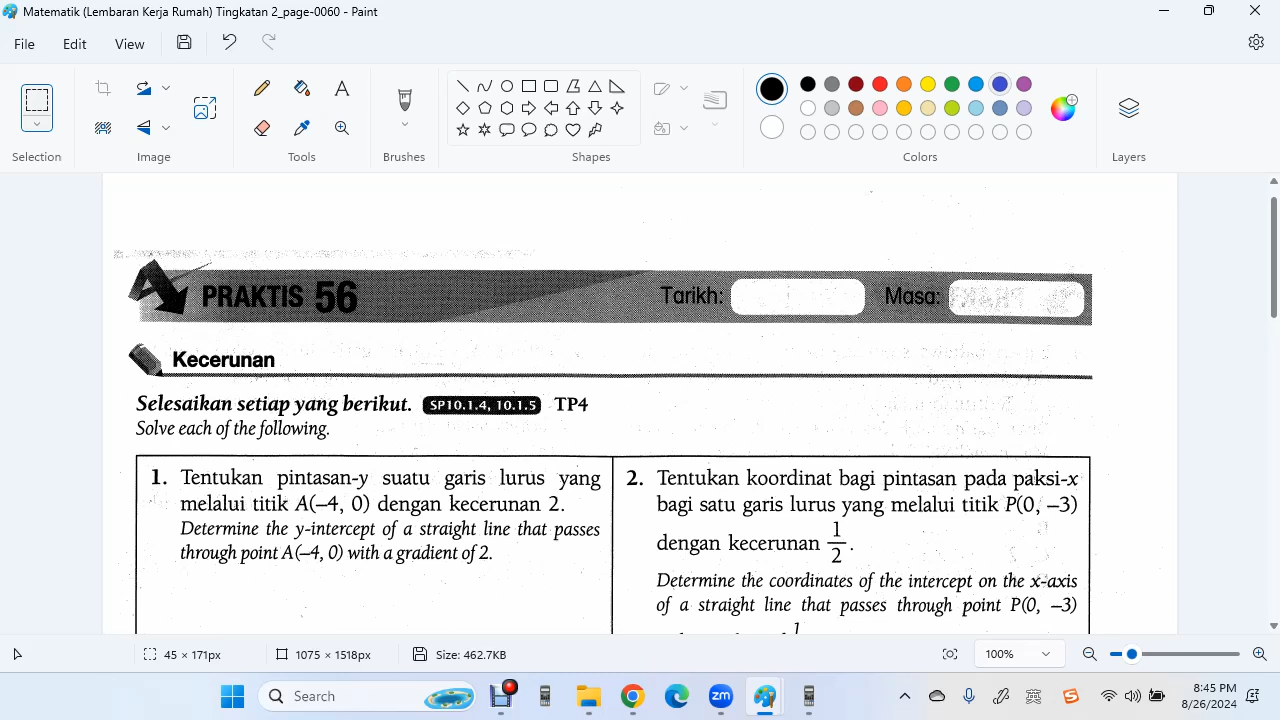 Matematik (Lembaran Kerja Rumah) Tingkatan 2_page-0060 - Paint
File Edit View
Selection Image Tools Brushes Shapes Colors Layers
PRAKTIS 56 Tarikh: Masa:
Kecerunan
Selesaikan setiap yang berikut. SP10.1.4, 10.1.5 TP4
Solve each of the following.
1. Tentukan pintasan-y suatu garis lurus yang
melalui titik A(–4, 0) dengan kecerunan 2.
Determine the y-intercept of a straight line that passes
through point A(–4, 0) with a gradient of 2.
2. Tentukan koordinat bagi pintasan pada paksi-x
bagi satu garis lurus yang melalui titik P(0, –3)
dengan kecerunan 1/2.
Determine the coordinates of the intercept on the x-axis
of a straight line that passes through point P(0, –3)
45 × 171px 1075 × 1518px Size: 462.7KB 100%
Search zm 英 8:45 PM
8/26/2024